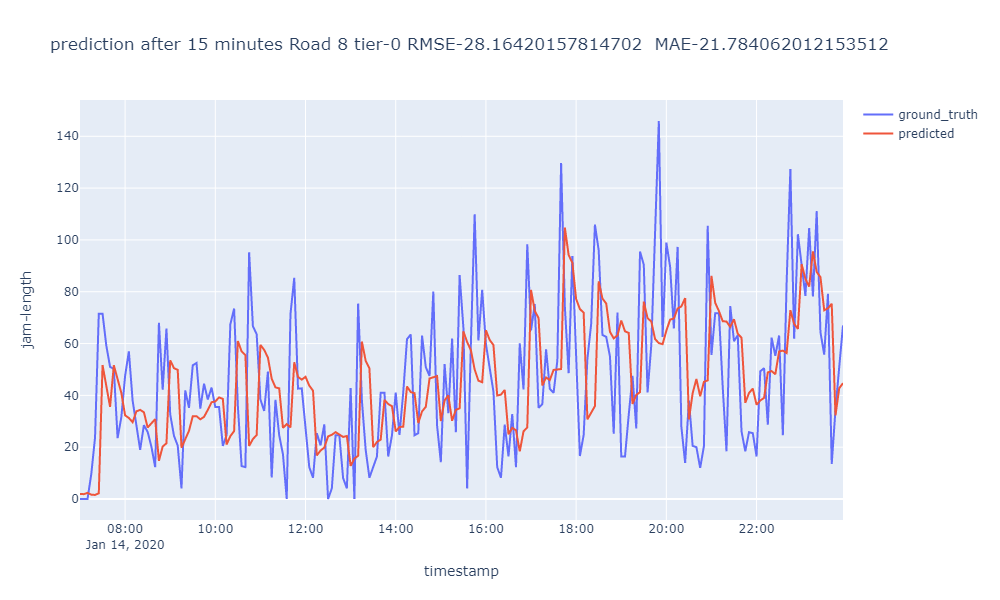 prediction after 15 minutes Road 8 tier-0 RMSE-28.16420157814702  MAE-21.784062012153512
ground_truth
predicted
140
120
100
80
60
40
20
0
jam-length
08:00 10:00 12:00 14:00 16:00 18:00 20:00 22:00
Jan 14, 2020
timestamp